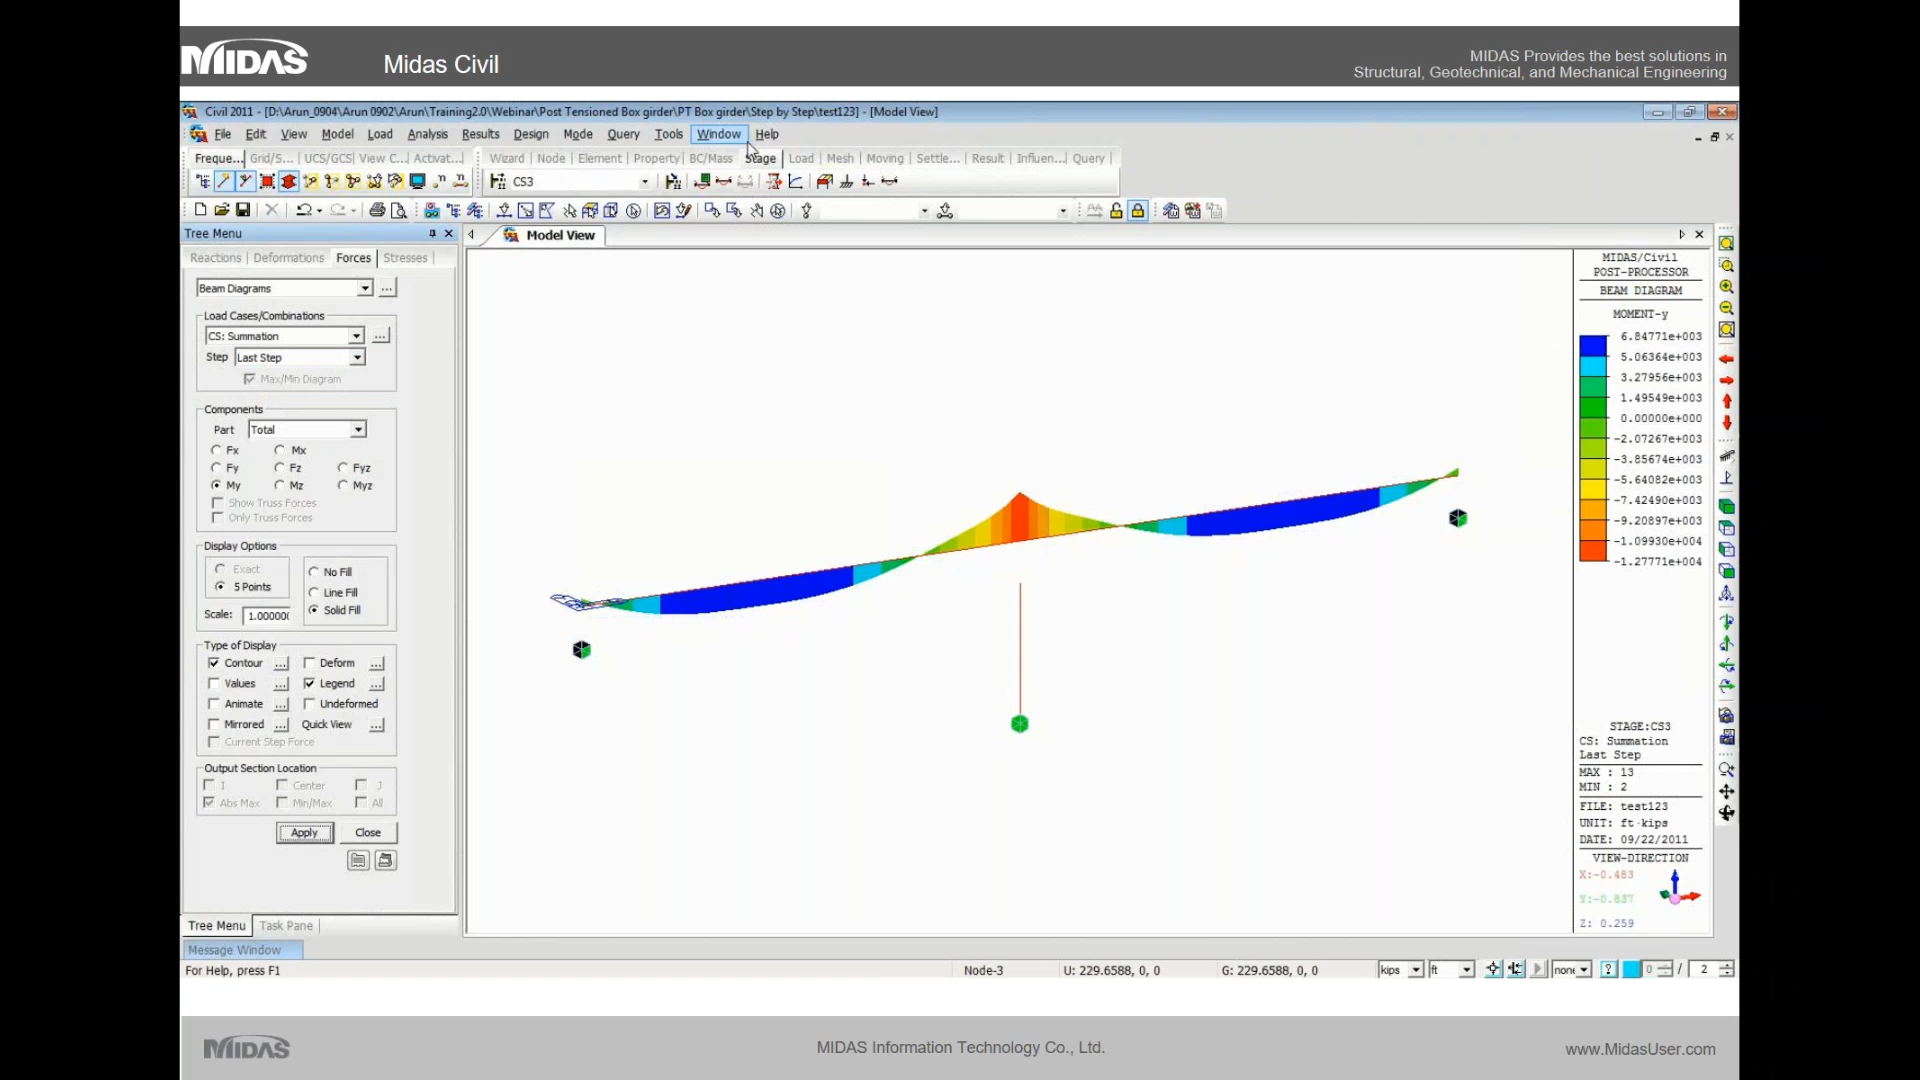 MIDAS
Midas Civil
MIDAS Provides the best solutions in
Structural, Geotechnical, and Mechanical Engineering
Civil 2011 - [D:\Arun_0904\Arun 0902\Arun\Training2.0\Webinar\Post Tensioned Box girder\PT Box girder\Step by Step\test123] - [Model View]
File Edit View Model Load Analysis Results Design Mode Query Tools Window Help
Freque... Grid/S... UCS/GCS View C... Activat... Wizard Node Element Property BC/Mass Stage Load Mesh Moving Settle... Result Influen... Query
CS3
Tree Menu
Model View
Reactions Deformations Forces Stresses
Beam Diagrams
Load Cases/Combinations
CS: Summation
Step Last Step
Max/Min Diagram
Components
Part Total
Fx Mx
Fy Fz Fyz
My Mz Myz
Show Truss Forces
Only Truss Forces
Display Options
Exact
5 Points
No Fill
Line Fill
Solid Fill
Scale: 1.00000
Type of Display
Contour ... Deform ...
Values ... Legend ...
Animate ... Undeformed
Mirrored ... Quick View ...
Current Step Force
Output Section Location
I Center J
Abs Max Min/Max All
Apply Close
Tree Menu Task Pane
Message Window
For Help, press F1
MIDAS/Civil
POST-PROCESSOR
BEAM DIAGRAM
MOMENT-y
6.84771e+003
5.06364e+003
3.27956e+003
1.49549e+003
0.00000e+000
-2.07267e+003
-3.85674e+003
-5.64082e+003
-7.42490e+003
-9.20897e+003
-1.09930e+004
-1.27771e+004
STAGE:CS3
CS: Summation
Last Step
MAX : 13
MIN : 2
FILE: test123
UNIT: ft·kips
DATE: 09/22/2011
VIEW-DIRECTION
X:-0.483
Y:-0.837
Z: 0.259
Node-3 U: 229.6588, 0, 0 G: 229.6588, 0, 0 kips ft none 0 / 2
MIDAS
MIDAS Information Technology Co., Ltd.
www.MidasUser.com